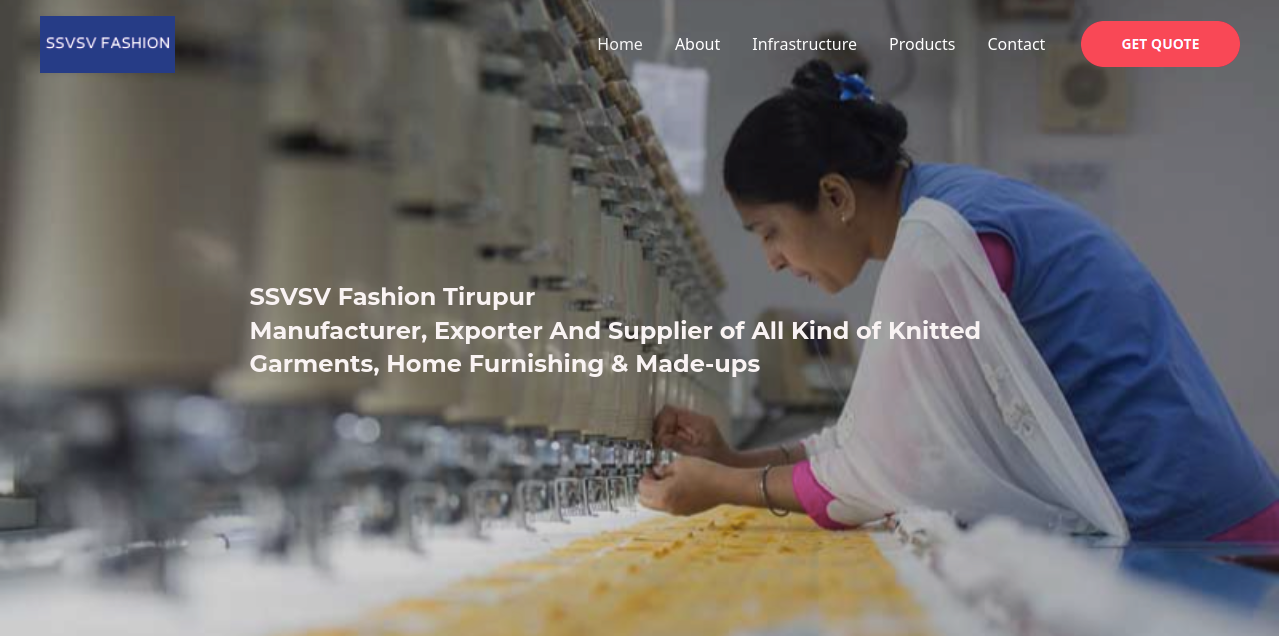 SSVSV FASHION
Home About Infrastructure Products Contact GET QUOTE
SSVSV Fashion Tirupur
Manufacturer, Exporter And Supplier of All Kind of Knitted
Garments, Home Furnishing & Made-ups